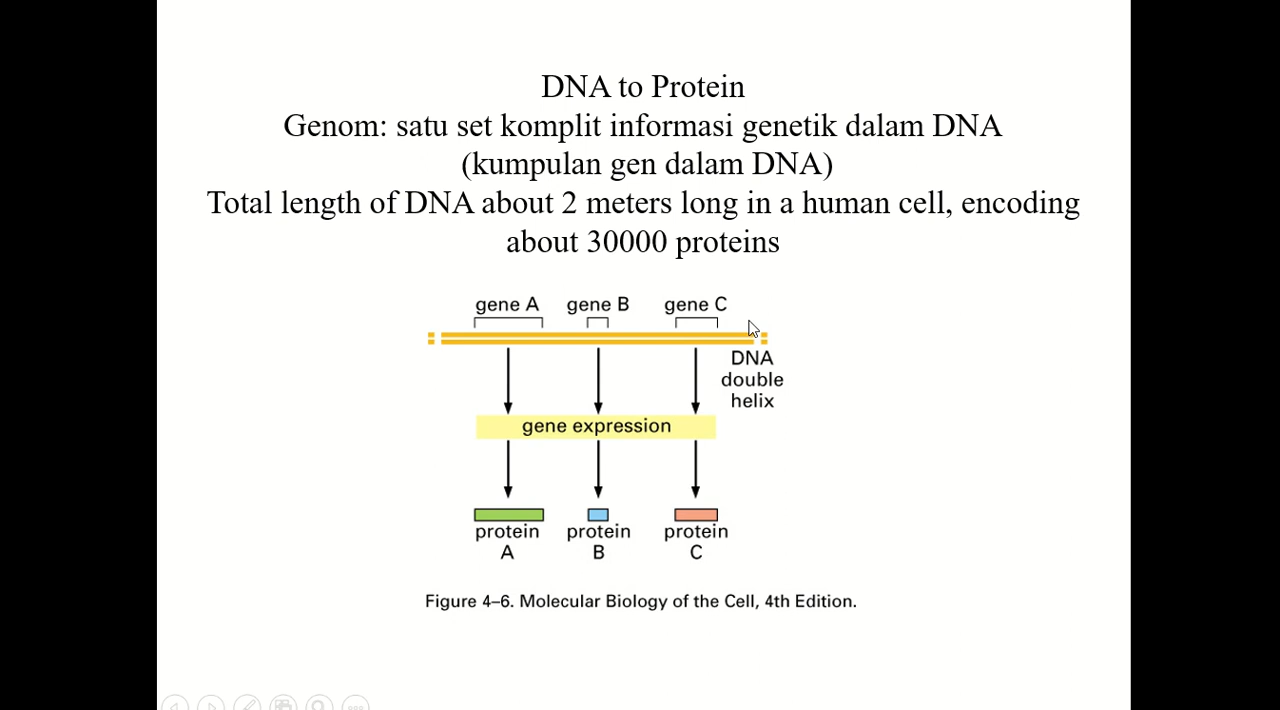 DNA to Protein
Genom: satu set komplit informasi genetik dalam DNA
(kumpulan gen dalam DNA)
Total length of DNA about 2 meters long in a human cell, encoding
about 30000 proteins
gene A gene B gene C
DNA
double
helix
gene expression
protein protein protein
A B C
Figure 4–6. Molecular Biology of the Cell, 4th Edition.